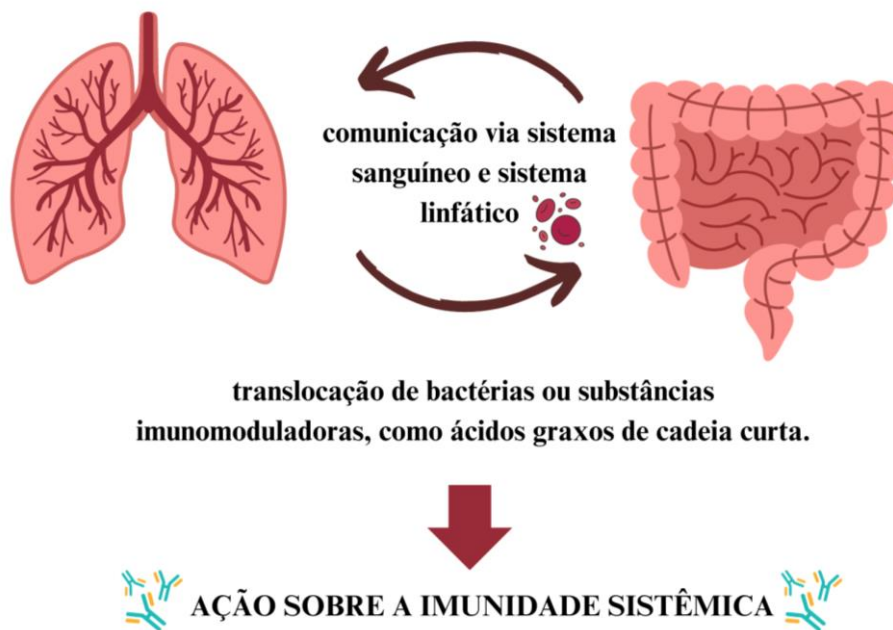 comunicação via sistema
sanguíneo e sistema
linfático
translocação de bactérias ou substâncias
imunomoduladoras, como ácidos graxos de cadeia curta.
AÇÃO SOBRE A IMUNIDADE SISTÊMICA